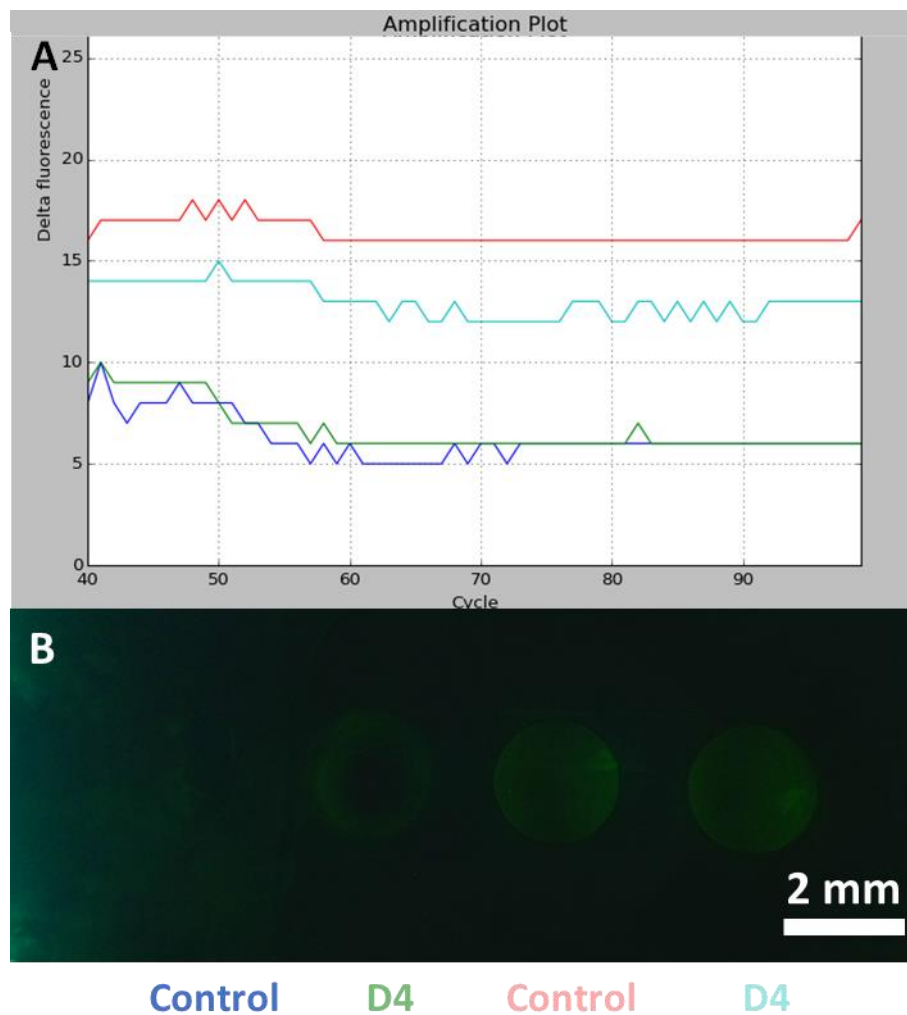 Amplification Plot
A
Delta fluorescence
25
20
15
10
5
0
40 50 60 70 80 90
Cycle
B
2 mm
Control D4 Control D4